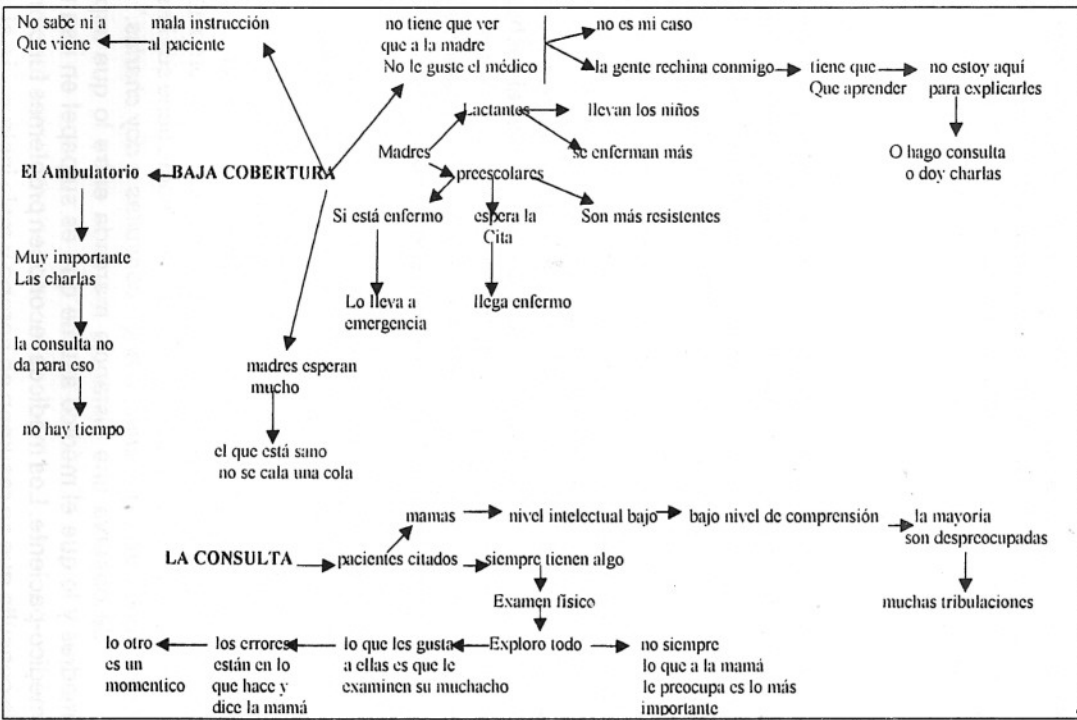 No sabe ni a
Que viene
mala instrucción
al paciente
no tiene que ver
que a la madre
No le guste el médico
no es mi caso
la gente rechina conmigo
tiene que
Que aprender
no estoy aquí
para explicarles
O hago consulta
o doy charlas
Lactantes
llevan los niños
se enferman más
Madres
preescolares
Si está enfermo
espera la
Cita
Son más resistentes
Lo lleva a
emergencia
llega enfermo
El Ambulatorio
BAJA COBERTURA
Muy importante
Las charlas
la consulta no
da para eso
no hay tiempo
madres esperan
mucho
el que está sano
no se cala una cola
LA CONSULTA
pacientes citados
mamas
nivel intelectual bajo
bajo nivel de comprensión
la mayoria
son despreocupadas
muchas tribulaciones
siempre tienen algo
Examen fisico
Exploro todo
no siempre
lo que a la mamá
le preocupa es lo más
importante
lo que les gusta
a ellas es que le
examinen su muchacho
los errores
están en lo
que hace y
dice la mamá
lo otro
es un
momentico